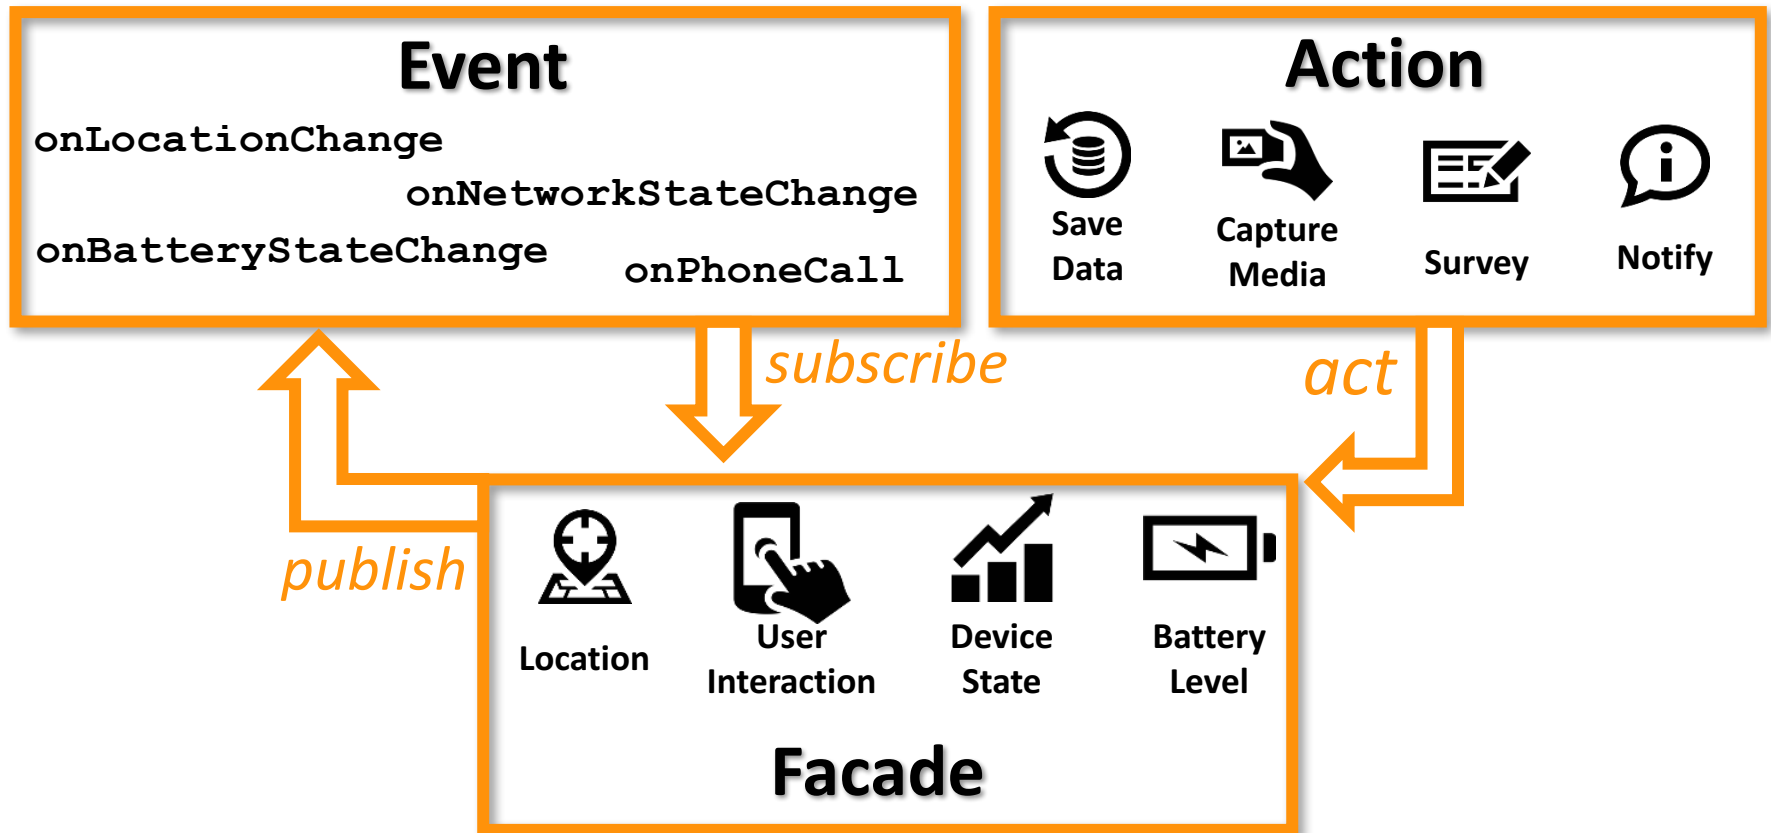 Event
onLocationChange
onNetworkStateChange
onBatteryStateChange
onPhoneCall
Action
Save
Data
Capture
Media
Survey
Notify
subscribe
act
publish
Location
User
Interaction
Device
State
Battery
Level
Facade